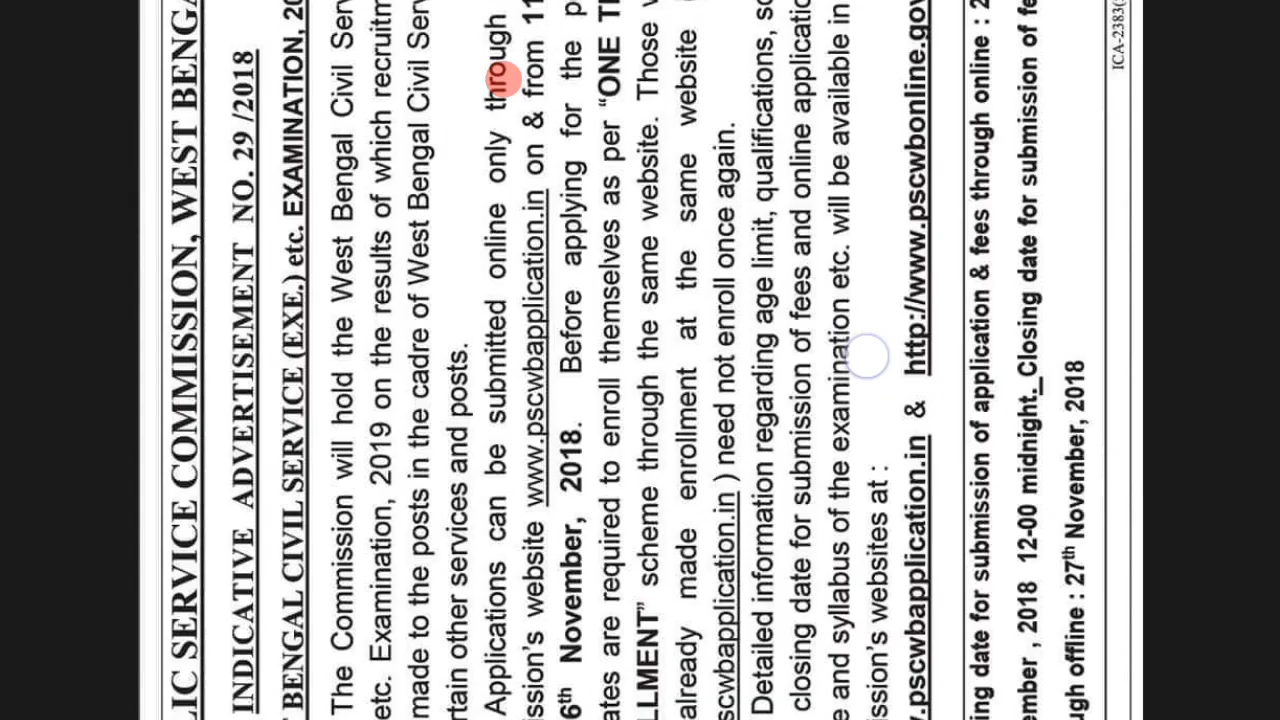 LIC SERVICE COMMISSION, WEST BENGA
INDICATIVE ADVERTISEMENT NO. 29 /2018
BENGAL CIVIL SERVICE (EXE.) etc. EXAMINATION, 20
The Commission will hold the West Bengal Civil Serv
etc. Examination, 2019 on the results of which recruitm
made to the posts in the cadre of West Bengal Civil Serv
rtain other services and posts.
Applications can be submitted online only through
ission's website www.pscwbapplication.in on & from 11
6th November, 2018. Before applying for the p
ates are required to enroll themselves as per "ONE TI
LLMENT" scheme through the same website. Those
already made enrollment at the same website (
scwbapplication.in ) need not enroll once again.
Detailed information regarding age limit, qualifications, sc
closing date for submission of fees and online applicatio
e and syllabus of the examination etc. will be available in
ission's websites at :
.pscwbapplication.in & http://www.pscwbonline.gov
ing date for submission of application & fees through online : 2
ember , 2018 12-00 midnight. Closing date for submission of fe
ugh offline : 27th November, 2018
ICA-2383(